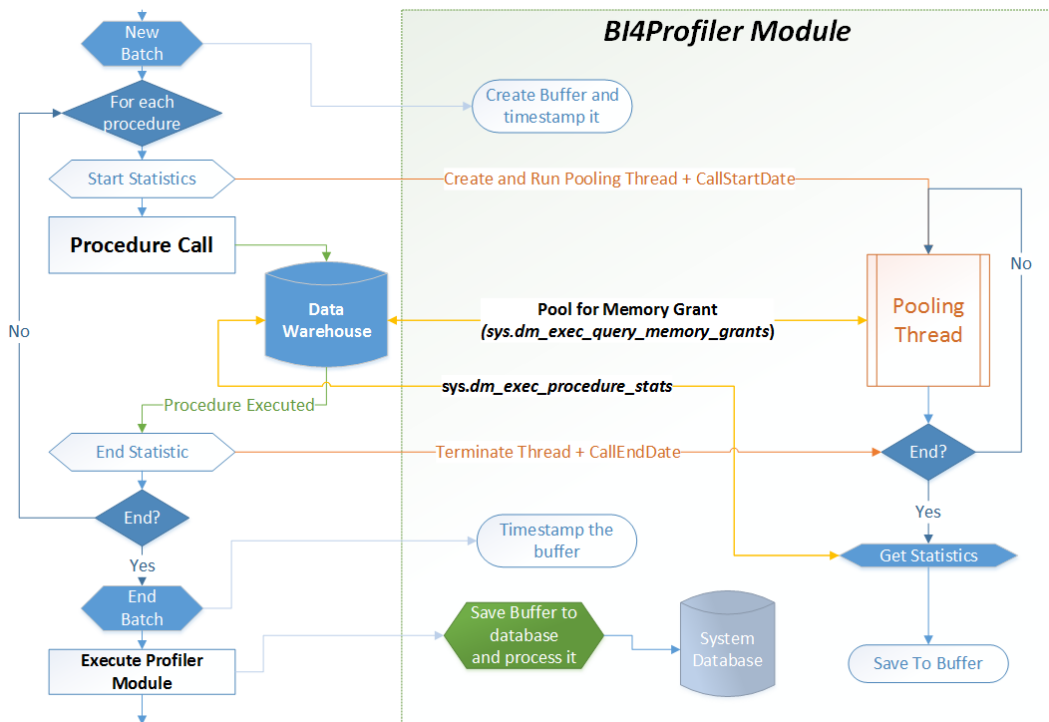 BI4Profiler Module
New
Batch
Create Buffer and
timestamp it
For each
procedure
Start Statistics
Create and Run Pooling Thread + CallStartDate
Procedure Call
No
Data
Warehouse
Pool for Memory Grant
(sys.dm_exec_query_memory_grants)
Pooling
Thread
No
sys.dm_exec_procedure_stats
Procedure Executed
End Statistic
Terminate Thread + CallEndDate
End?
End?
Yes
Yes
Timestamp the
buffer
Get Statistics
End
Batch
Save Buffer to
database
and process it
System
Database
Execute Profiler
Module
Save To Buffer